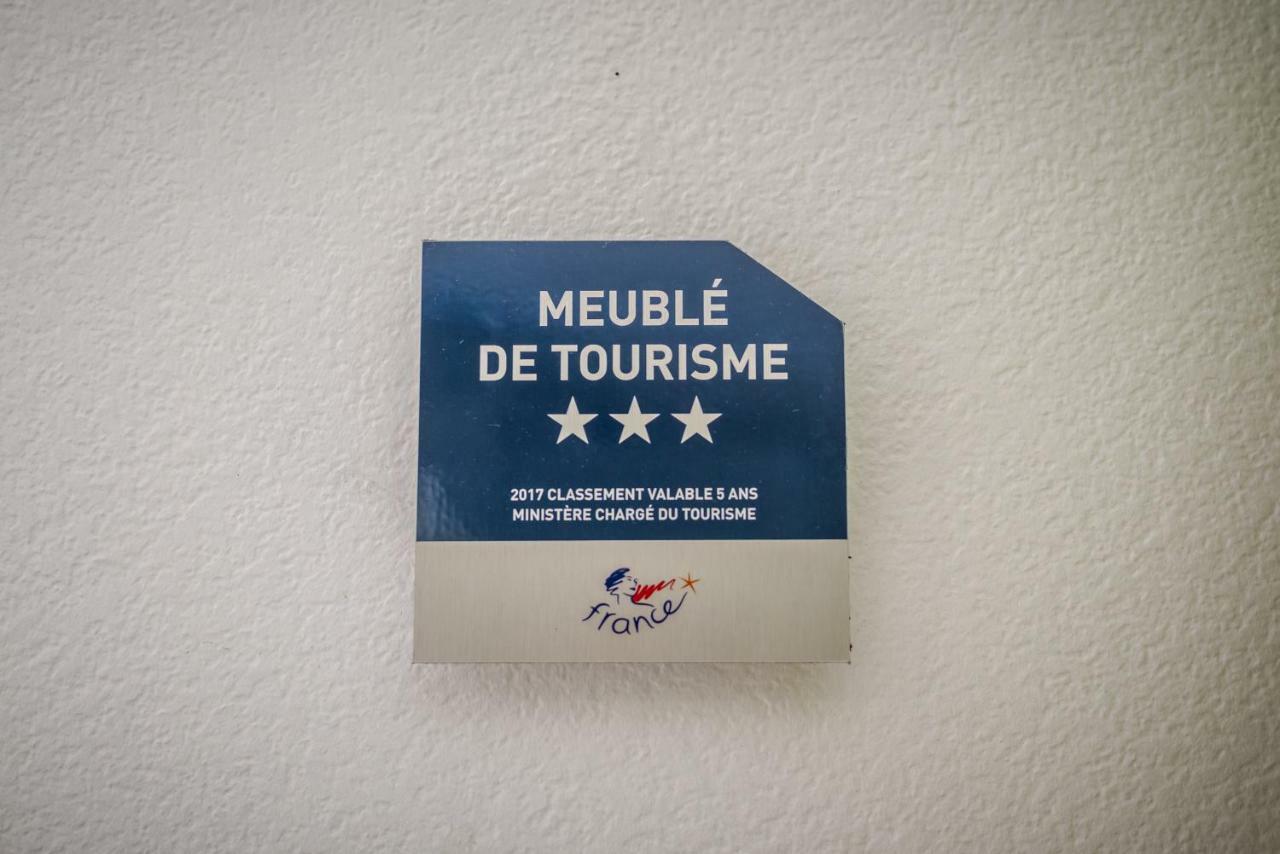 MEUBLÉ
DE TOURISME
★★★
2017 CLASSEMENT VALABLE 5 ANS
MINISTÈRE CHARGÉ DU TOURISME
france